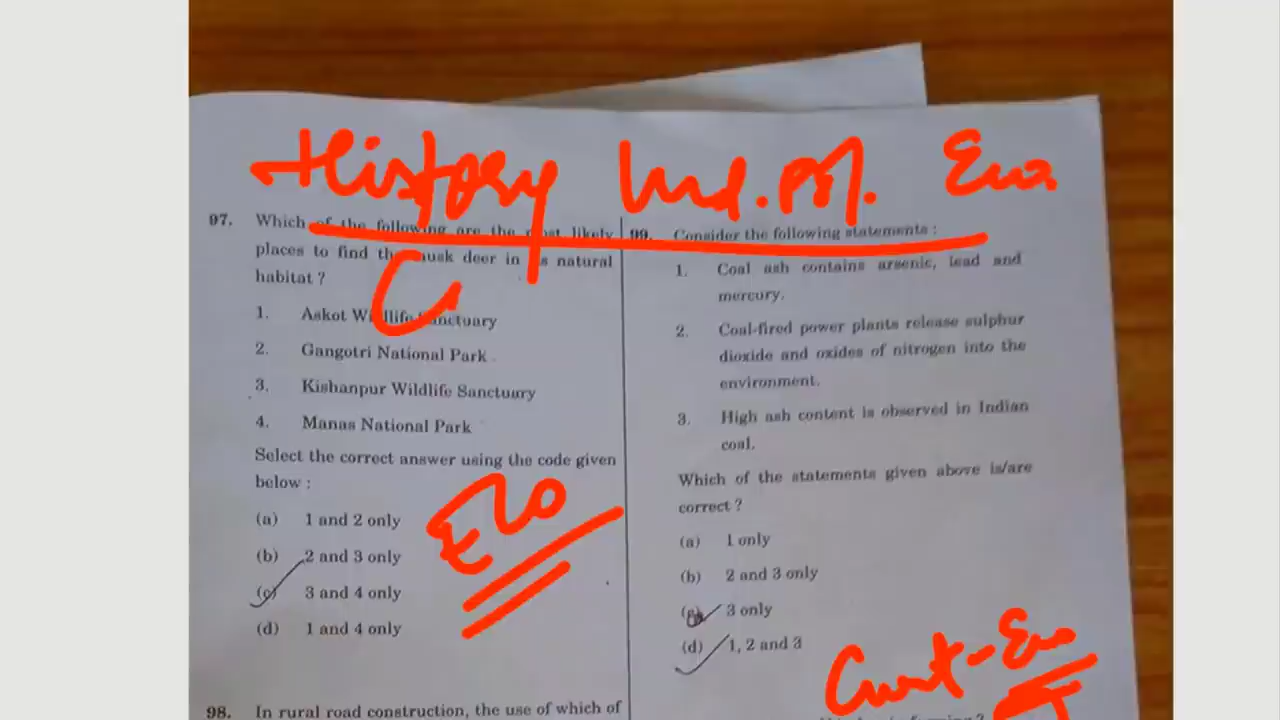 History Ind. Pol. Eco.
97. Which of the following are the most likely
places to find the musk deer in its natural
habitat ?
1. Askot Wildlife Sanctuary
2. Gangotri National Park
3. Kishanpur Wildlife Sanctuary
4. Manas National Park
Select the correct answer using the code given
below :
(a) 1 and 2 only
(b) 2 and 3 only
(c) 3 and 4 only
(d) 1 and 4 only
98. In rural road construction, the use of which of
99. Consider the following statements :
1. Coal ash contains arsenic, lead and
mercury.
2. Coal-fired power plants release sulphur
dioxide and oxides of nitrogen into the
environment.
3. High ash content is observed in Indian
coal.
Which of the statements given above is/are
correct ?
(a) 1 only
(b) 2 and 3 only
(c) 3 only
(d) 1, 2 and 3